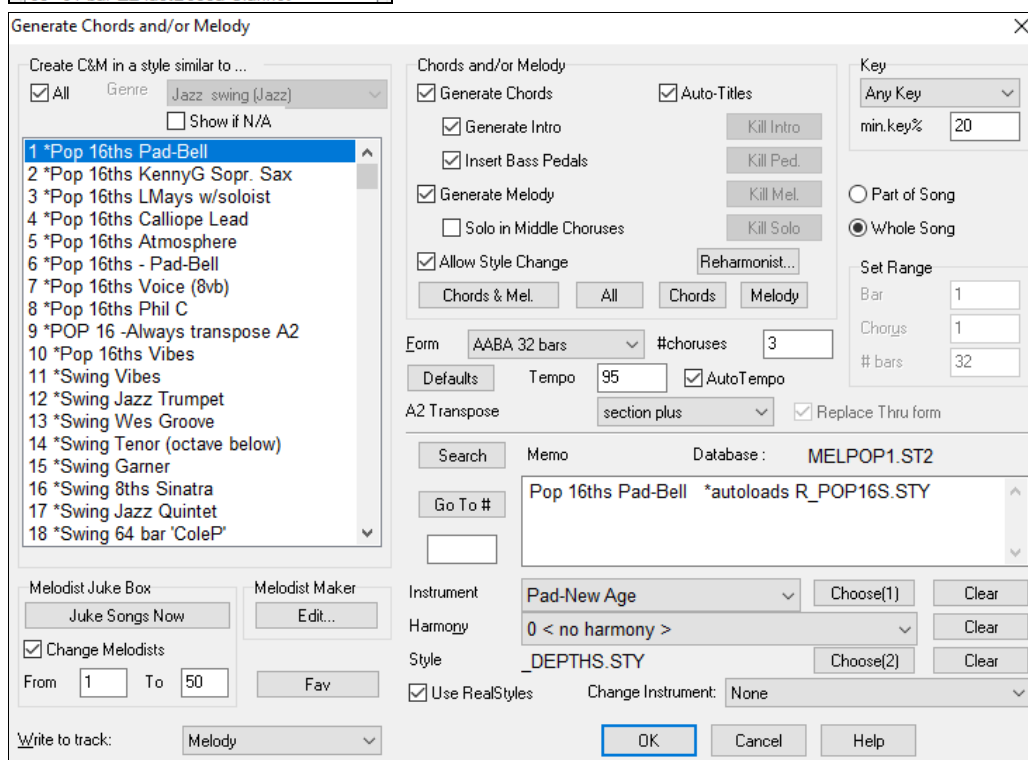 Generate Chords and/or Melody
Create C&M in a style similar to ...
All
Genre
Jazz swing (Jazz)
Show if N/A
1 *Pop 16ths Pad-Bell
2 *Pop 16ths KennyG Sopr. Sax
3 *Pop 16ths LMays w/soloist
4 *Pop 16ths Calliope Lead
5 *Pop 16ths Atmosphere
6 *Pop 16ths - Pad-Bell
7 *Pop 16ths Voice (8vb)
8 *Pop 16ths Phil C
9 *POP 16 -Always transpose A2
10 *Pop 16ths Vibes
11 *Swing Vibes
12 *Swing Jazz Trumpet
13 *Swing Wes Groove
14 *Swing Tenor (octave below)
15 *Swing Garner
16 *Swing 8ths Sinatra
17 *Swing Jazz Quintet
18 *Swing 64 bar 'ColeP'
Melodist Juke Box
Juke Songs Now
Change Melodists
From 1 To 50
Melodist Maker
Edit...
Fav
Write to track: Melody
Chords and/or Melody
Generate Chords
Auto-Titles
Generate Intro
Kill Intro
Insert Bass Pedals
Kill Ped.
Generate Melody
Kill Mel.
Solo in Middle Choruses
Kill Solo
Allow Style Change
Reharmonist...
Chords & Mel.
All
Chords
Melody
Key
Any Key
min.key% 20
Part of Song
Whole Song
Set Range
Bar 1
Chorus 1
# bars 32
Form AABA 32 bars #choruses 3
Defaults Tempo 95 AutoTempo
A2 Transpose section plus Replace Thru form
Search Memo Database : MELPOP1.ST2
Go To #
Pop 16ths Pad-Bell *autoloads R_POP16S.STY
Instrument Pad-New Age Choose(1) Clear
Harmony 0 < no harmony > Clear
Style _DEPTHS.STY Choose(2) Clear
Use RealStyles Change Instrument: None
OK Cancel Help